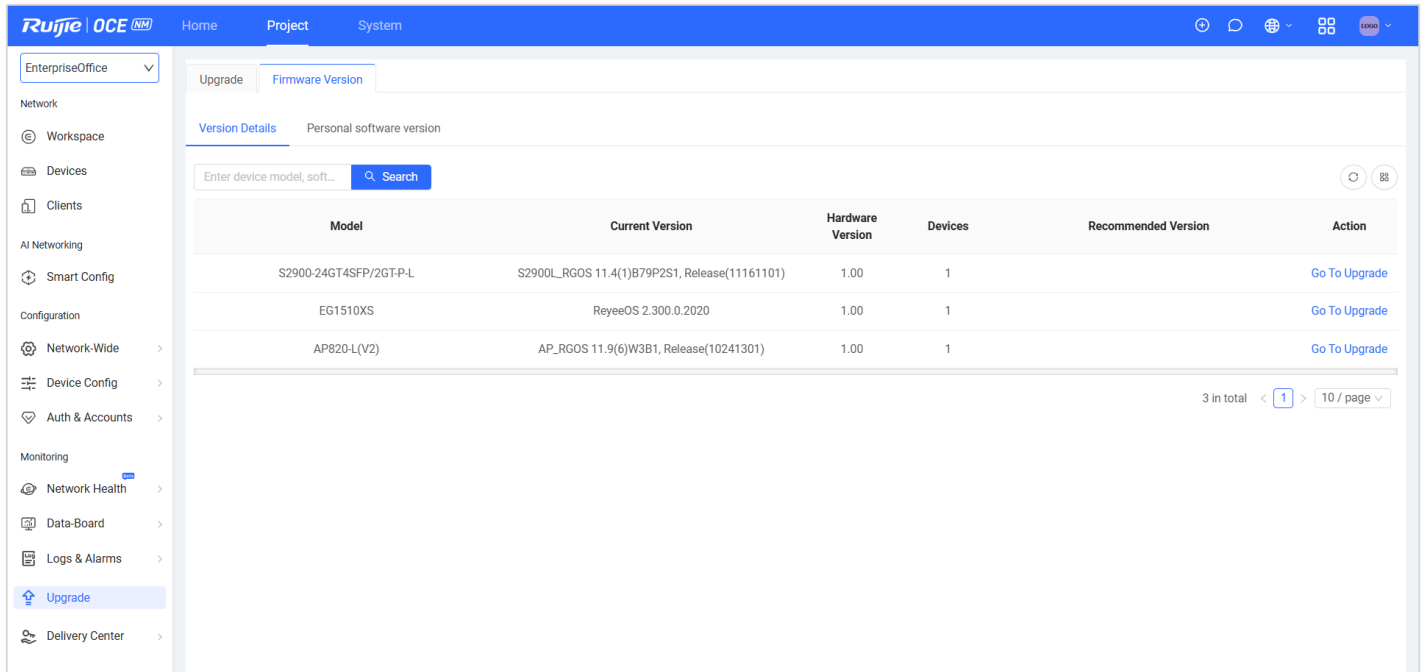 Ruijie | OCE NM Home Project System LOGO
EnterpriseOffice
Network
Workspace
Devices
Clients
AI Networking
Smart Config
Configuration
Network-Wide
Device Config
Auth & Accounts
Monitoring
Beta
Network Health
Data-Board
Logs & Alarms
Upgrade
Delivery Center
Upgrade Firmware Version
Version Details Personal software version
Enter device model, soft... Search
Model Current Version Hardware Version Devices Recommended Version Action
S2900-24GT4SFP/2GT-P-L S2900L_RGOS 11.4(1)B79P2S1, Release(11161101) 1.00 1 Go To Upgrade
EG1510XS ReyeeOS 2.300.0.2020 1.00 1 Go To Upgrade
AP820-L(V2) AP_RGOS 11.9(6)W3B1, Release(10241301) 1.00 1 Go To Upgrade
3 in total < 1 > 10 / page